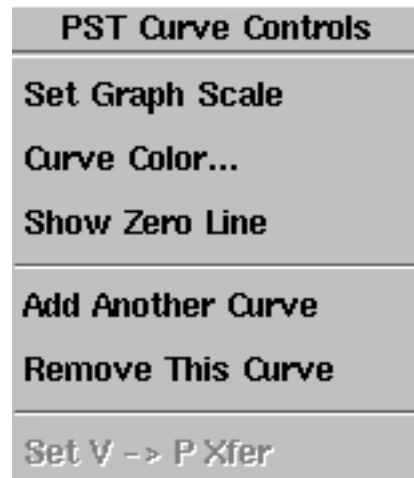 PST Curve Controls
Set Graph Scale
Curve Color...
Show Zero Line
Add Another Curve
Remove This Curve
Set V -> P Xfer